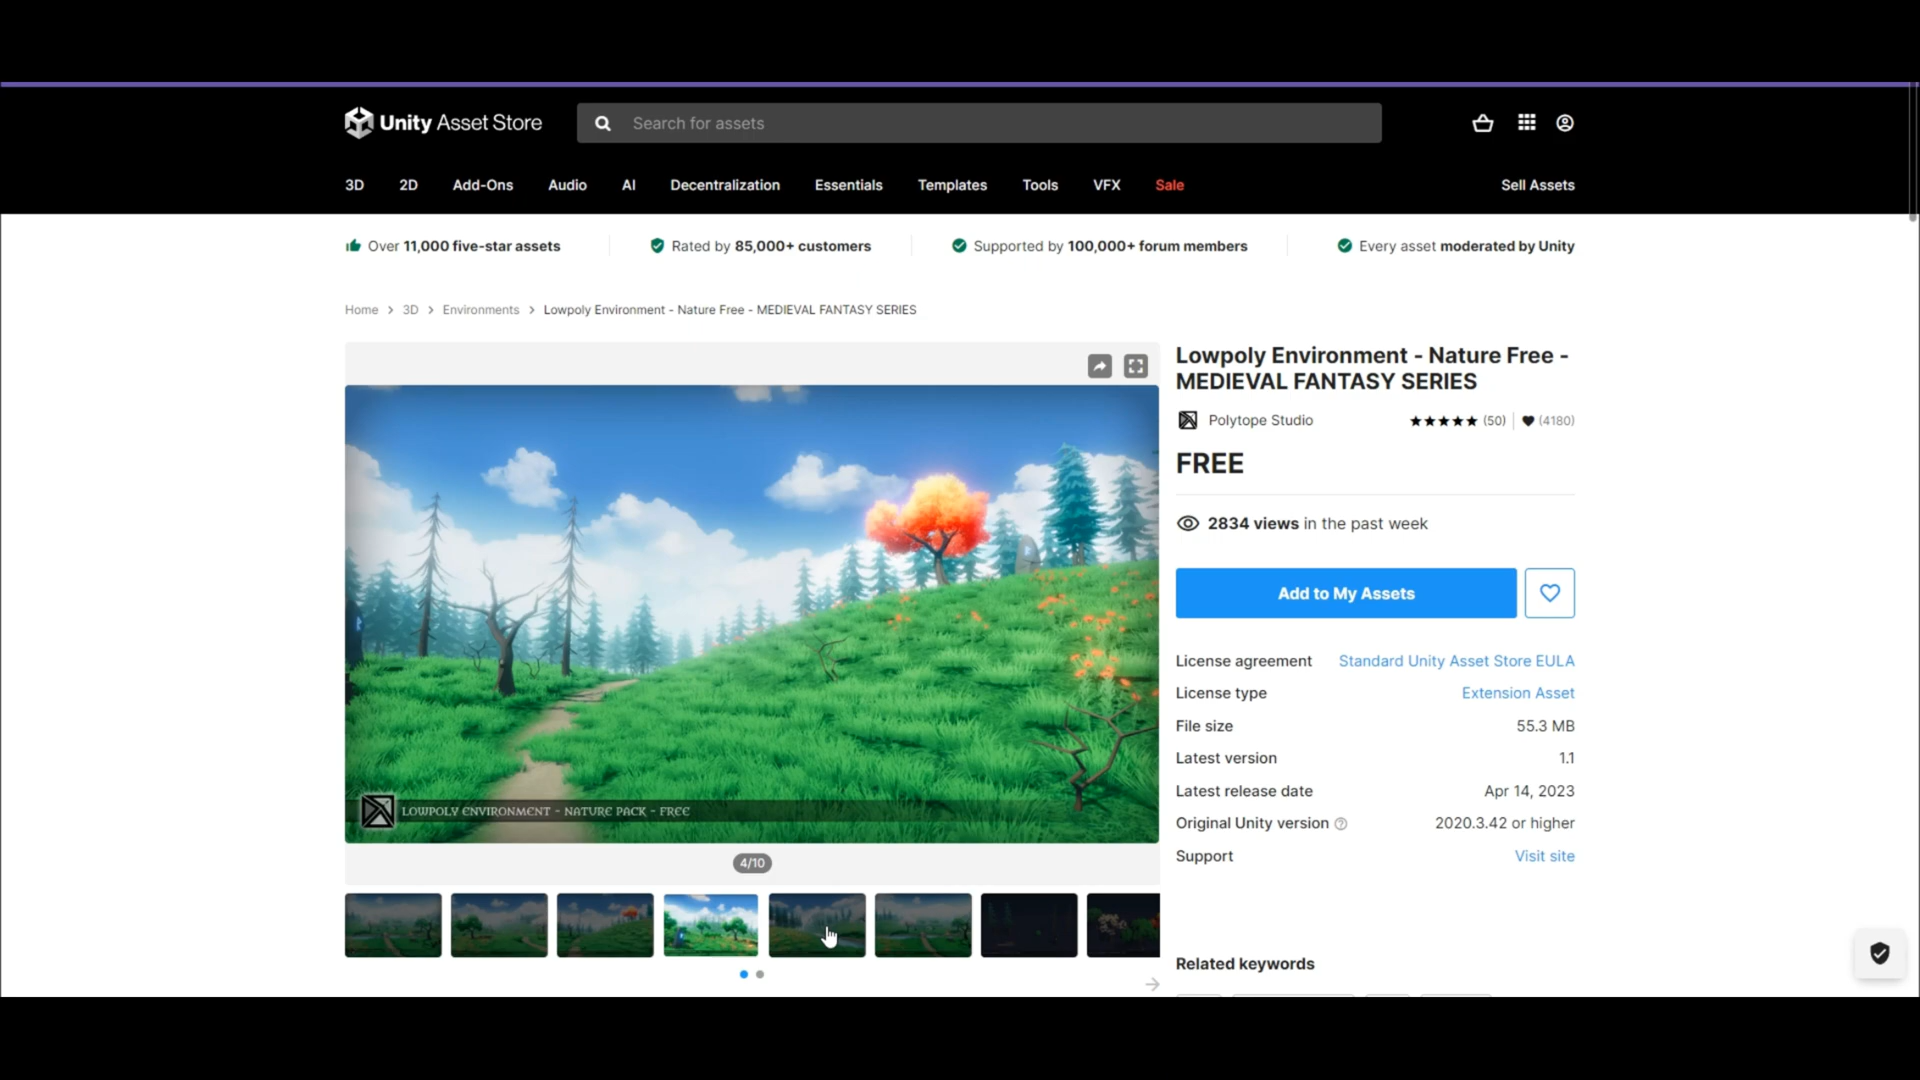 Unity Asset Store
Search for assets
3D 2D Add-Ons Audio AI Decentralization Essentials Templates Tools VFX Sale Sell Assets
Over 11,000 five-star assets Rated by 85,000+ customers Supported by 100,000+ forum members Every asset moderated by Unity
Home > 3D > Environments > Lowpoly Environment - Nature Free - MEDIEVAL FANTASY SERIES
Lowpoly Environment - Nature Free -
MEDIEVAL FANTASY SERIES
Polytope Studio ★★★★★ (50) (4180)
FREE
2834 views in the past week
Add to My Assets
License agreement Standard Unity Asset Store EULA
License type Extension Asset
File size 55.3 MB
Latest version 1.1
Latest release date Apr 14, 2023
Original Unity version 2020.3.42 or higher
Support Visit site
LOWPOLY ENVIRONMENT - NATURE PACK - FREE
4/10
Related keywords